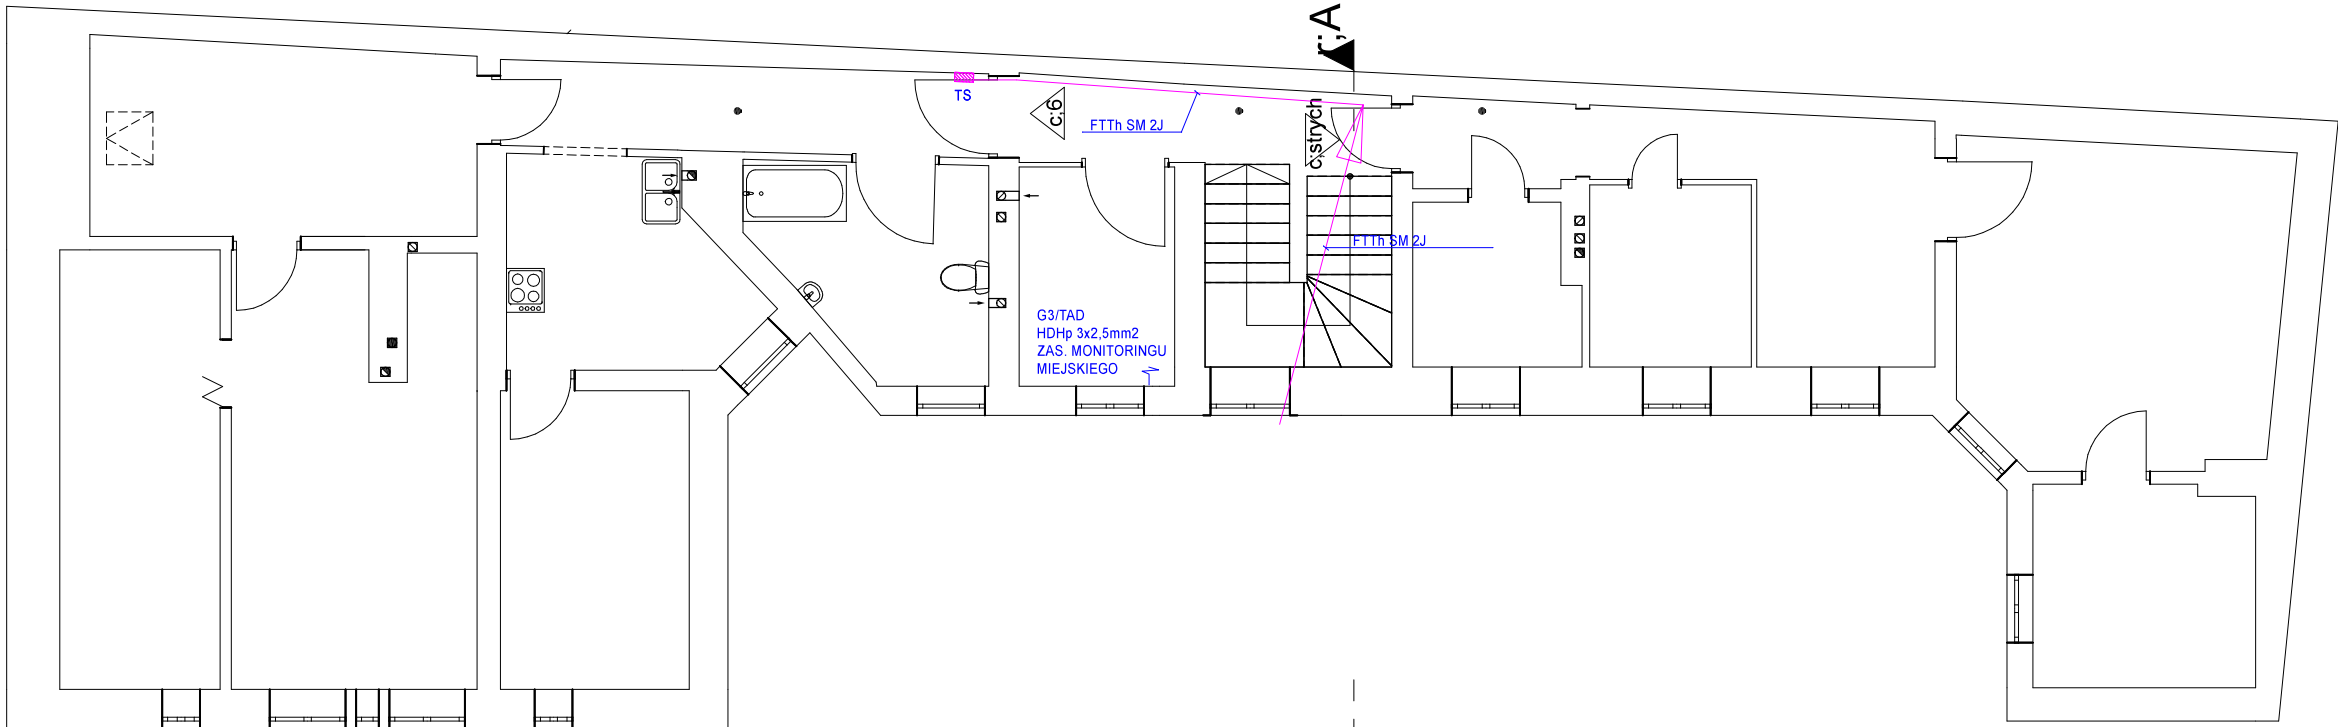 r;A
TS
c;6
FTTh SM 2J
c;strych
FTTh SM 2J
G3/TAD
HDHp 3x2,5mm2
ZAS. MONITORINGU
MIEJSKIEGO